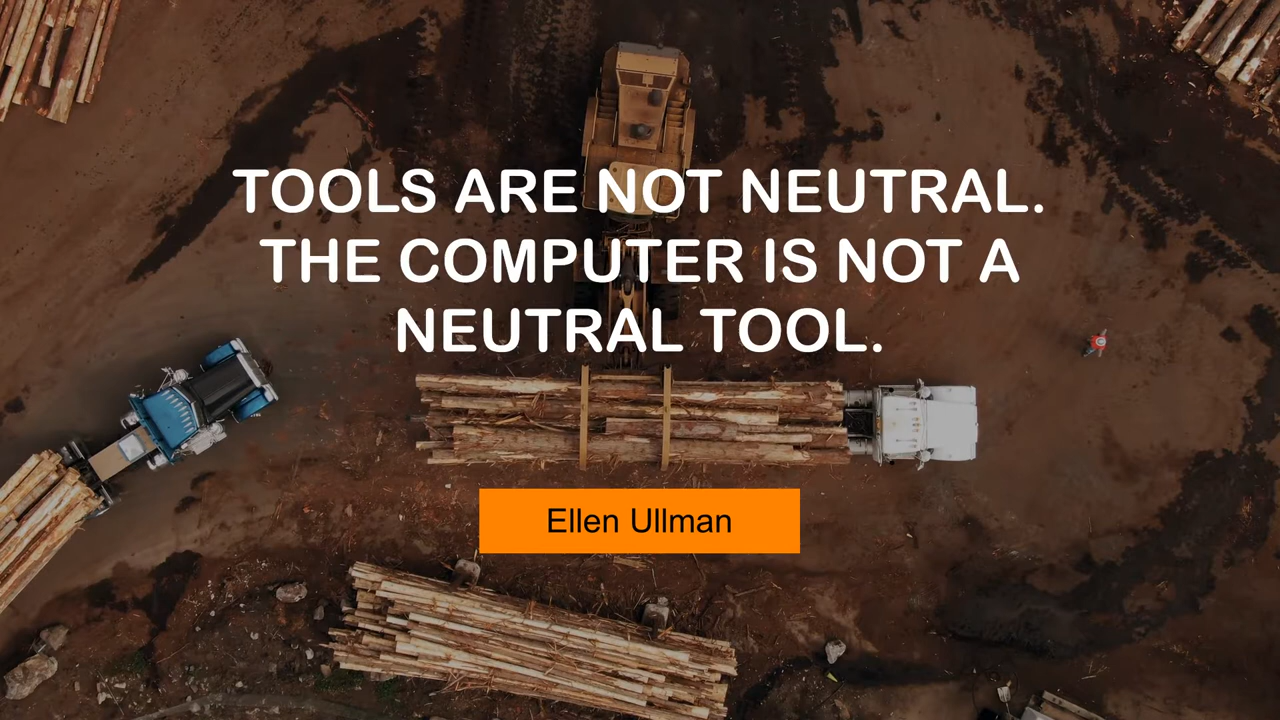 TOOLS ARE NOT NEUTRAL.
THE COMPUTER IS NOT A
NEUTRAL TOOL.
Ellen Ullman